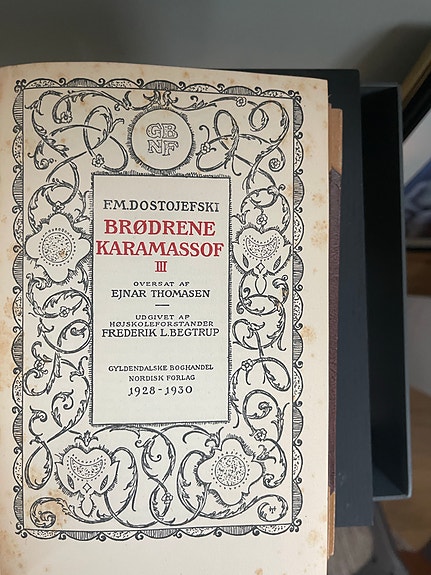 GB
NF
F.M.DOSTOJEFSKI
BRØDRENE
KARAMASSOF
III
OVERSAT AF
EJNAR THOMASEN
UDGIVET AF
HØJSKOLEFORSTANDER
FREDERIK L. BEGTRUP
GYLDENDALSKE BOGHANDEL
NORDISK FORLAG
1928-1930